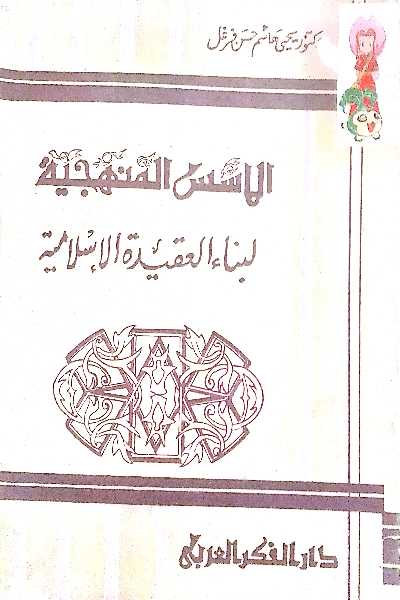 دكتور يحيى هاشم حسن فرغل
الأسس المنهجية
لبناء العقيدة الإسلامية
دار الفكر العربي